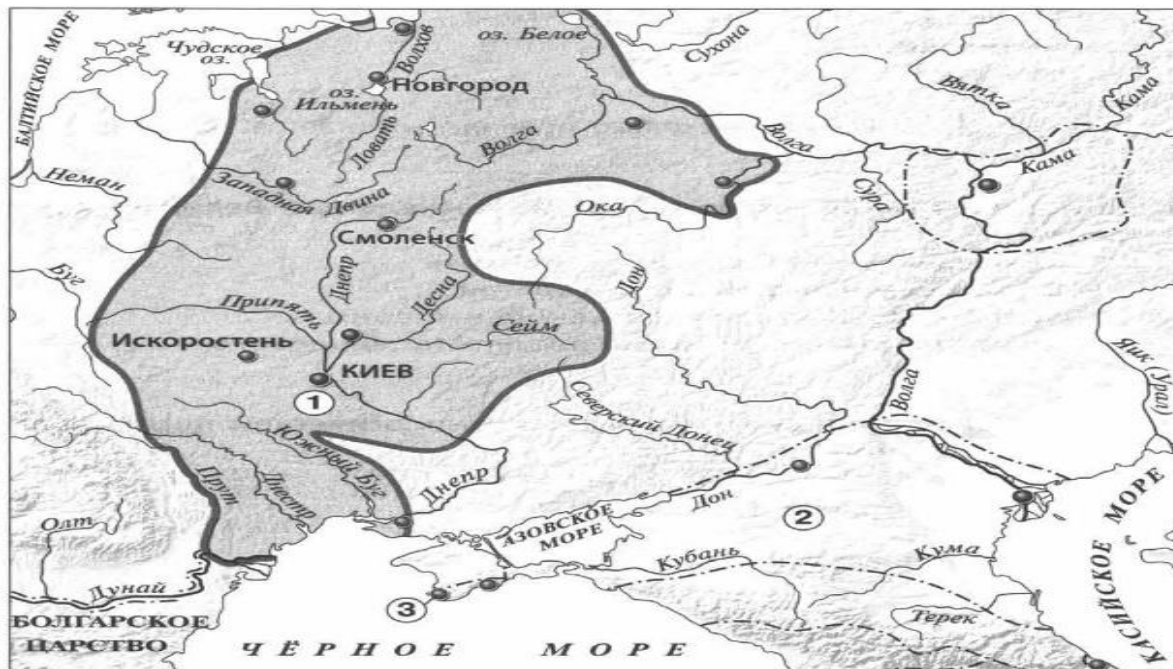 БАЛТИЙСКОЕ МОРЕ
Чудское
оз.
Волхов
оз. Белое
Сухона
Вятка
Кама
Новгород
оз.
Ильмень
Ловать
Волга
Волга
Кама
Сура
Неман
Западная Двина
Ока
Смоленск
Буг
Днепр
Десна
Дон
Припять
Сейм
Искоростень
КИЕВ
1
Яик (Урал)
Волга
Северский Донец
Южный Буг
Днепр
Прут
Днестр
Дон
2
Олт
АЗОВСКОЕ
МОРЕ
Кубань
Кума
КАСПИЙСКОЕ МОРЕ
Дунай
3
БОЛГАРСКОЕ
ЦАРСТВО
Терек
ЧЁРНОЕ МОРЕ